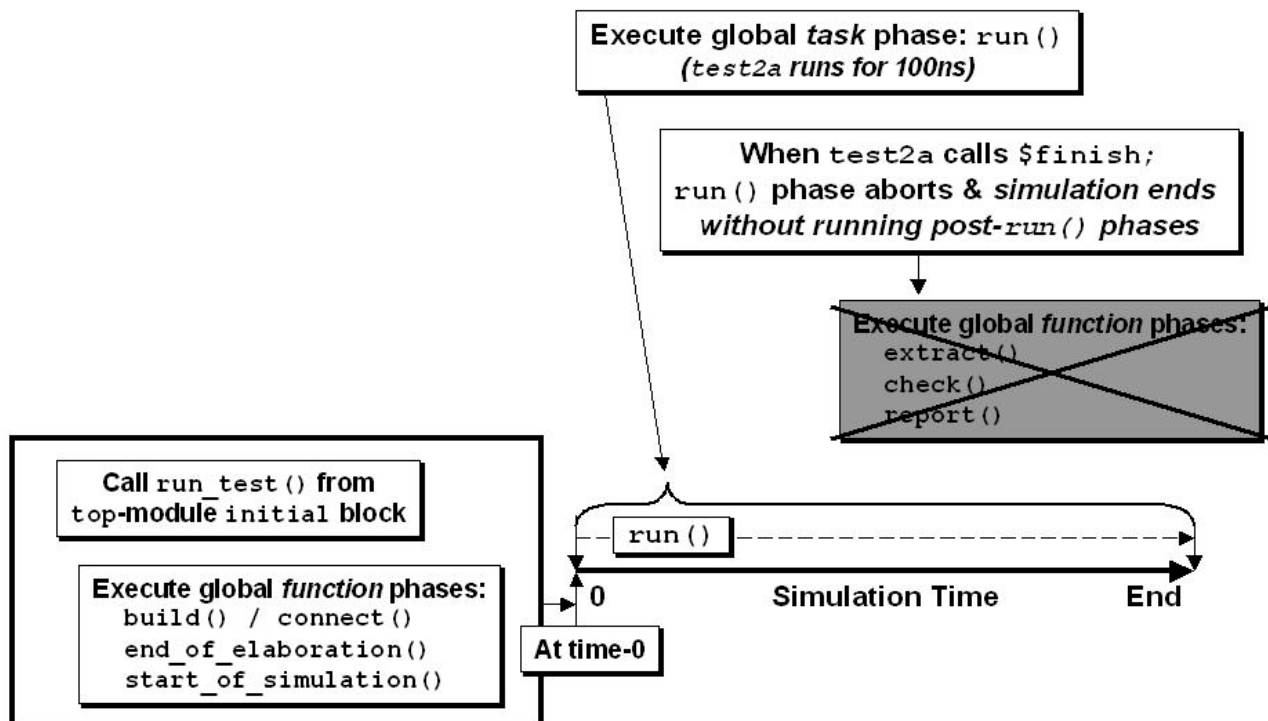 Execute global task phase: run()
(test2a runs for 100ns)
When test2a calls $finish;
run() phase aborts & simulation ends
without running post-run() phases
Execute global function phases:
extract()
check()
report()
Call run_test() from
top-module initial block
run()
Execute global function phases:
build() / connect()
end_of_elaboration()
start_of_simulation()
0 Simulation Time End
At time-0